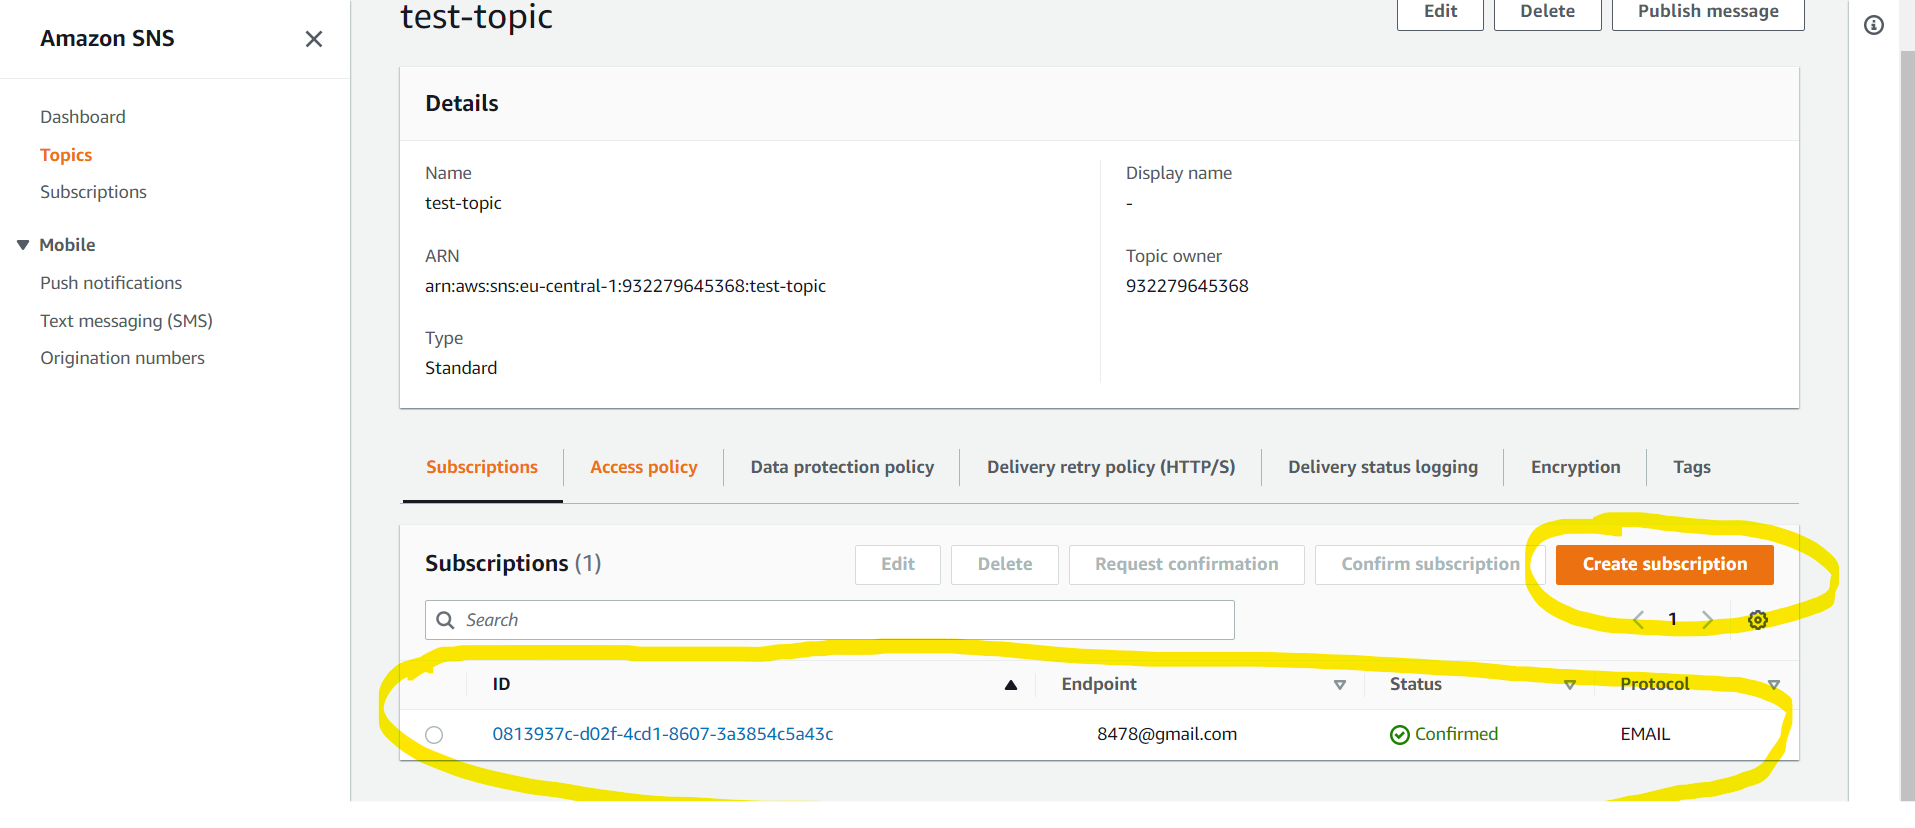 Amazon SNS
Dashboard
Topics
Subscriptions
Mobile
Push notifications
Text messaging (SMS)
Origination numbers
test-topic
Edit Delete Publish message
Details
Name
test-topic
ARN
arn:aws:sns:eu-central-1:932279645368:test-topic
Type
Standard
Display name
-
Topic owner
932279645368
Subscriptions Access policy Data protection policy Delivery retry policy (HTTP/S) Delivery status logging Encryption Tags
Subscriptions (1) Edit Delete Request confirmation Confirm subscription Create subscription
Search 1
ID Endpoint Status Protocol
0813937c-d02f-4cd1-8607-3a3854c5a43c 8478@gmail.com Confirmed EMAIL